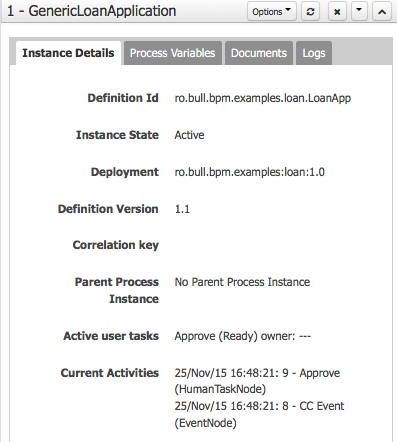 1 - GenericLoanApplication Options
Instance Details Process Variables Documents Logs
Definition Id ro.bull.bpm.examples.loan.LoanApp
Instance State Active
Deployment ro.bull.bpm.examples:loan:1.0
Definition Version 1.1
Correlation key
Parent Process No Parent Process Instance
Instance
Active user tasks Approve (Ready) owner: ---
Current Activities 25/Nov/15 16:48:21: 9 - Approve
(HumanTaskNode)
25/Nov/15 16:48:21: 8 - CC Event
(EventNode)